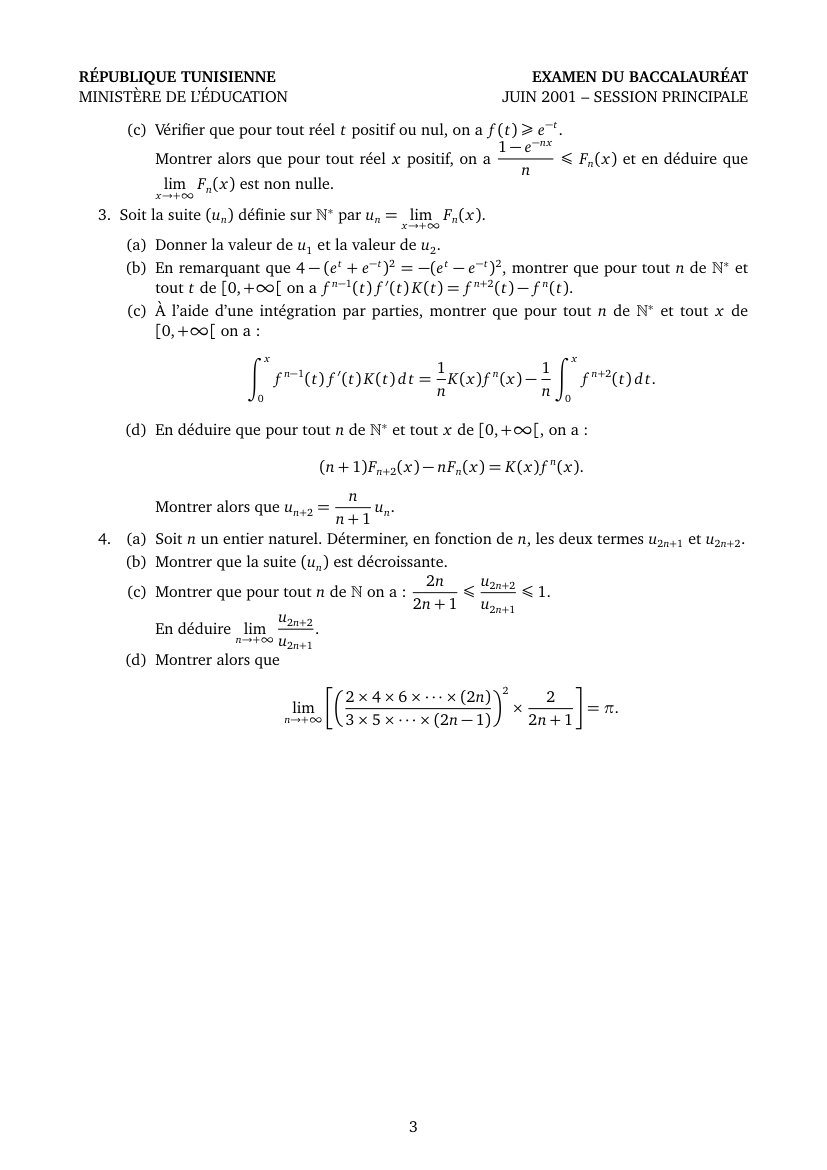 RÉPUBLIQUE TUNISIENNE EXAMEN DU BACCALAURÉAT
MINISTÈRE DE L'ÉDUCATION JUIN 2001 – SESSION PRINCIPALE
(c) Vérifier que pour tout réel t positif ou nul, on a f(t) ⩾ e^{−t}.
Montrer alors que pour tout réel x positif, on a \frac{1−e^{−nx}}{n} ⩽ F_n(x) et en déduire que
\lim_{x→+∞} F_n(x) est non nulle.
3. Soit la suite (u_n) définie sur ℕ* par u_n = \lim_{x→+∞} F_n(x).
(a) Donner la valeur de u_1 et la valeur de u_2.
(b) En remarquant que 4−(e^t + e^{−t})^2 = −(e^t − e^{−t})^2, montrer que pour tout n de ℕ* et
tout t de [0,+∞[ on a f^{n−1}(t)f′(t)K(t) = f^{n+2}(t)−f^n(t).
(c) À l'aide d'une intégration par parties, montrer que pour tout n de ℕ* et tout x de
[0,+∞[ on a :
∫_0^x f^{n−1}(t)f′(t)K(t)dt = \frac{1}{n}K(x)f^n(x) − \frac{1}{n}∫_0^x f^{n+2}(t)dt.
(d) En déduire que pour tout n de ℕ* et tout x de [0,+∞[, on a :
(n+1)F_{n+2}(x)−nF_n(x) = K(x)f^n(x).
Montrer alors que u_{n+2} = \frac{n}{n+1}u_n.
4. (a) Soit n un entier naturel. Déterminer, en fonction de n, les deux termes u_{2n+1} et u_{2n+2}.
(b) Montrer que la suite (u_n) est décroissante.
(c) Montrer que pour tout n de ℕ on a : \frac{2n}{2n+1} ⩽ \frac{u_{2n+2}}{u_{2n+1}} ⩽ 1.
En déduire \lim_{n→+∞} \frac{u_{2n+2}}{u_{2n+1}}.
(d) Montrer alors que
\lim_{n→+∞} [(\frac{2×4×6×⋯×(2n)}{3×5×⋯×(2n−1)})^2 × \frac{2}{2n+1}] = π.
3